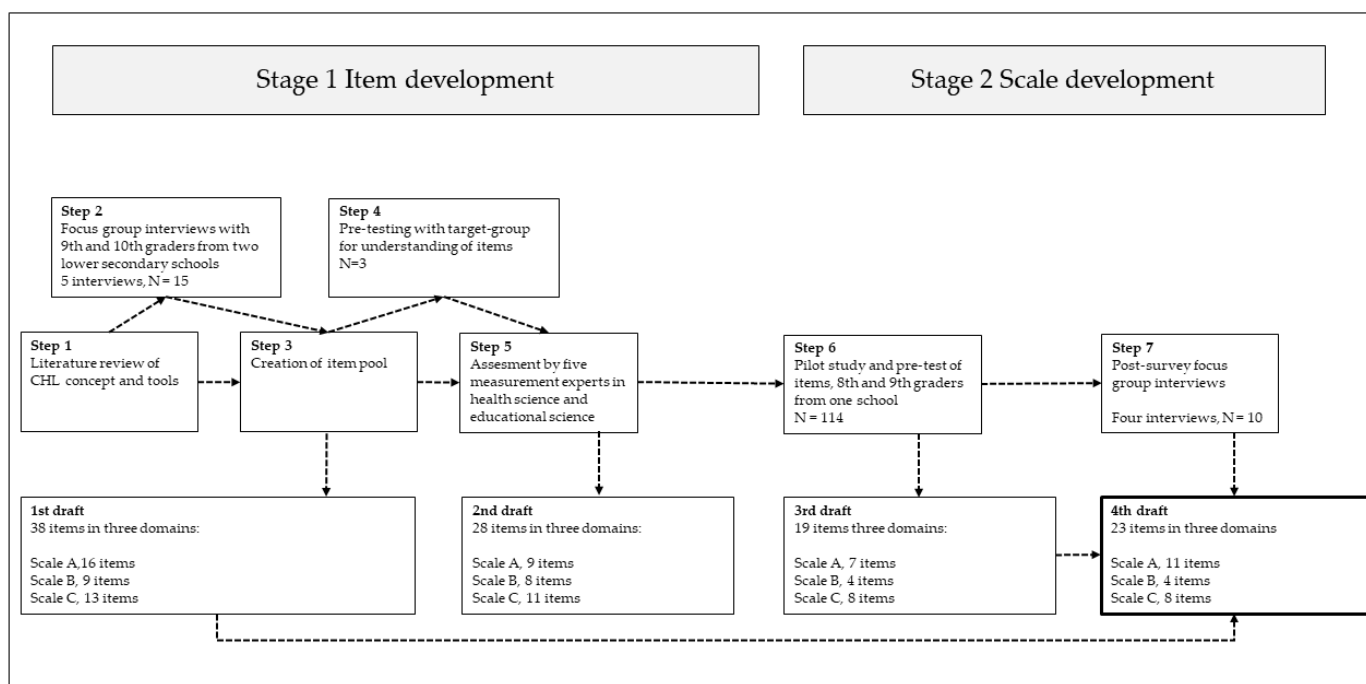 Stage 1 Item development
Stage 2 Scale development
Step 2
Focus group interviews with
9th and 10th graders from two
lower secondary schools
5 interviews, N= 15
Step 4
Pre-testing with target-group
for understanding of items
N=3
Step 1
Literature review of
CHL concept and tools
Step 3
Creation of item pool
Step 5
Assesment by five
measurement experts in
health science and
educational science
Step 6
Pilot study and pre-test of
items, 8th and 9th graders
from one school
N = 114
Step 7
Post-survey focus
group interviews
Four interviews, N= 10
1st draft
38 items in three domains:
Scale A,16 items
Scale B, 9 items
Scale C, 13 items
2nd draft
28 items in three domains:
Scale A, 9 items
Scale B, 8 items
Scale C, 11 items
3rd draft
19 items three domains:
Scale A, 7 items
Scale B, 4 items
Scale C, 8 items
4th draft
23 items in three domains
Scale A, 11 items
Scale B, 4 items
Scale C, 8 items